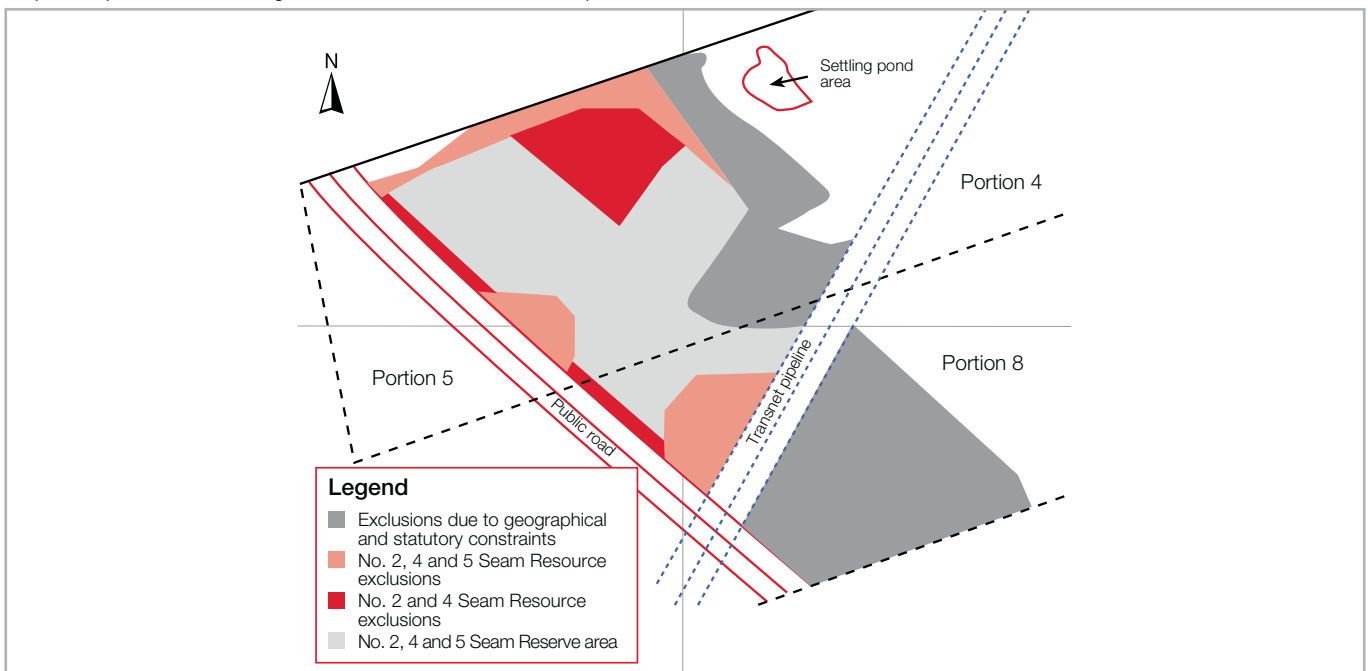 N
Settling pond
area
Portion 4
Portion 8
Portion 5
Public road
Transnet pipeline
Legend
Exclusions due to geographical
and statutory constraints
No. 2, 4 and 5 Seam Resource
exclusions
No. 2 and 4 Seam Resource
exclusions
No. 2, 4 and 5 Seam Reserve area